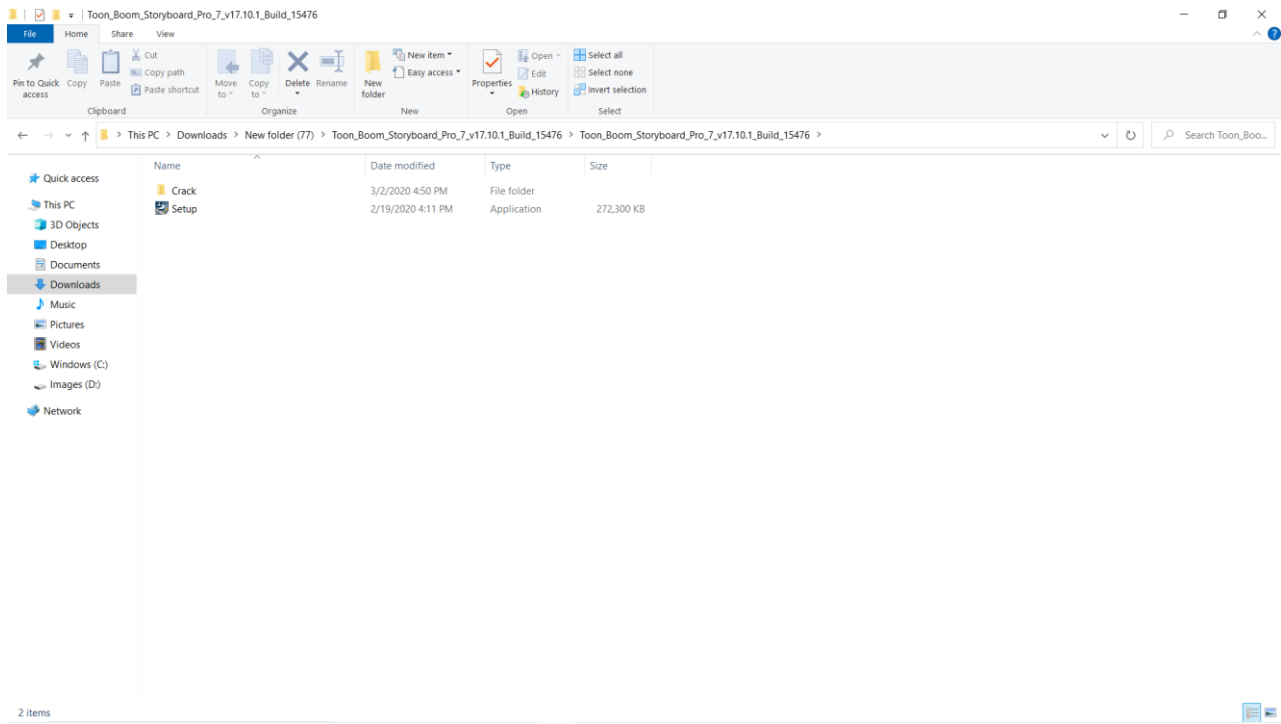 Toon_Boom_Storyboard_Pro_7_v17.10.1_Build_15476
File Home Share View
Pin to Quick access
Copy
Paste
Cut
Copy path
Paste shortcut
Clipboard
Move to
Copy to
Delete
Rename
Organize
New folder
New item
Easy access
New
Properties
Open
Edit
History
Open
Select all
Select none
Invert selection
Select
This PC > Downloads > New folder (77) > Toon_Boom_Storyboard_Pro_7_v17.10.1_Build_15476 > Toon_Boom_Storyboard_Pro_7_v17.10.1_Build_15476 >
Search Toon_Boo...
Quick access
This PC
3D Objects
Desktop
Documents
Downloads
Music
Pictures
Videos
Windows (C:)
Images (D:)
Network
Name Date modified Type Size
Crack 3/2/2020 4:50 PM File folder
Setup 2/19/2020 4:11 PM Application 272,300 KB
2 items